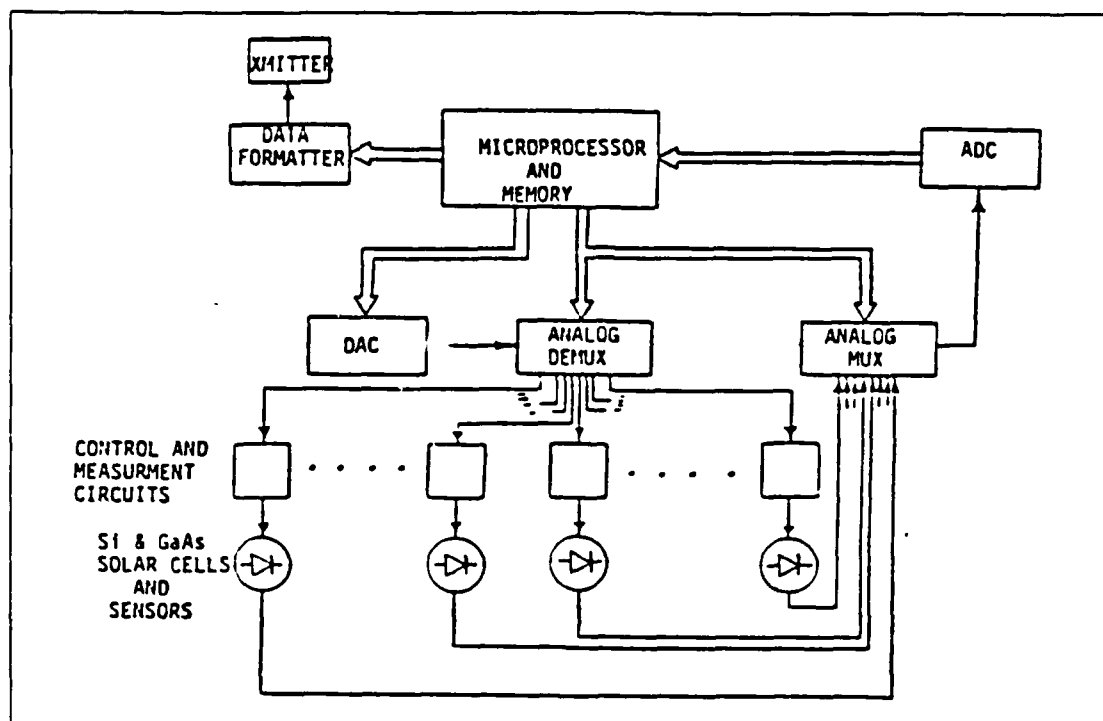 XMITTER
DATA
FORMATTER
MICROPROCESSOR
AND
MEMORY
ADC
DAC
ANALOG
DEMUX
ANALOG
MUX
CONTROL AND
MEASURMENT
CIRCUITS
Si & GaAs
SOLAR CELLS
AND
SENSORS